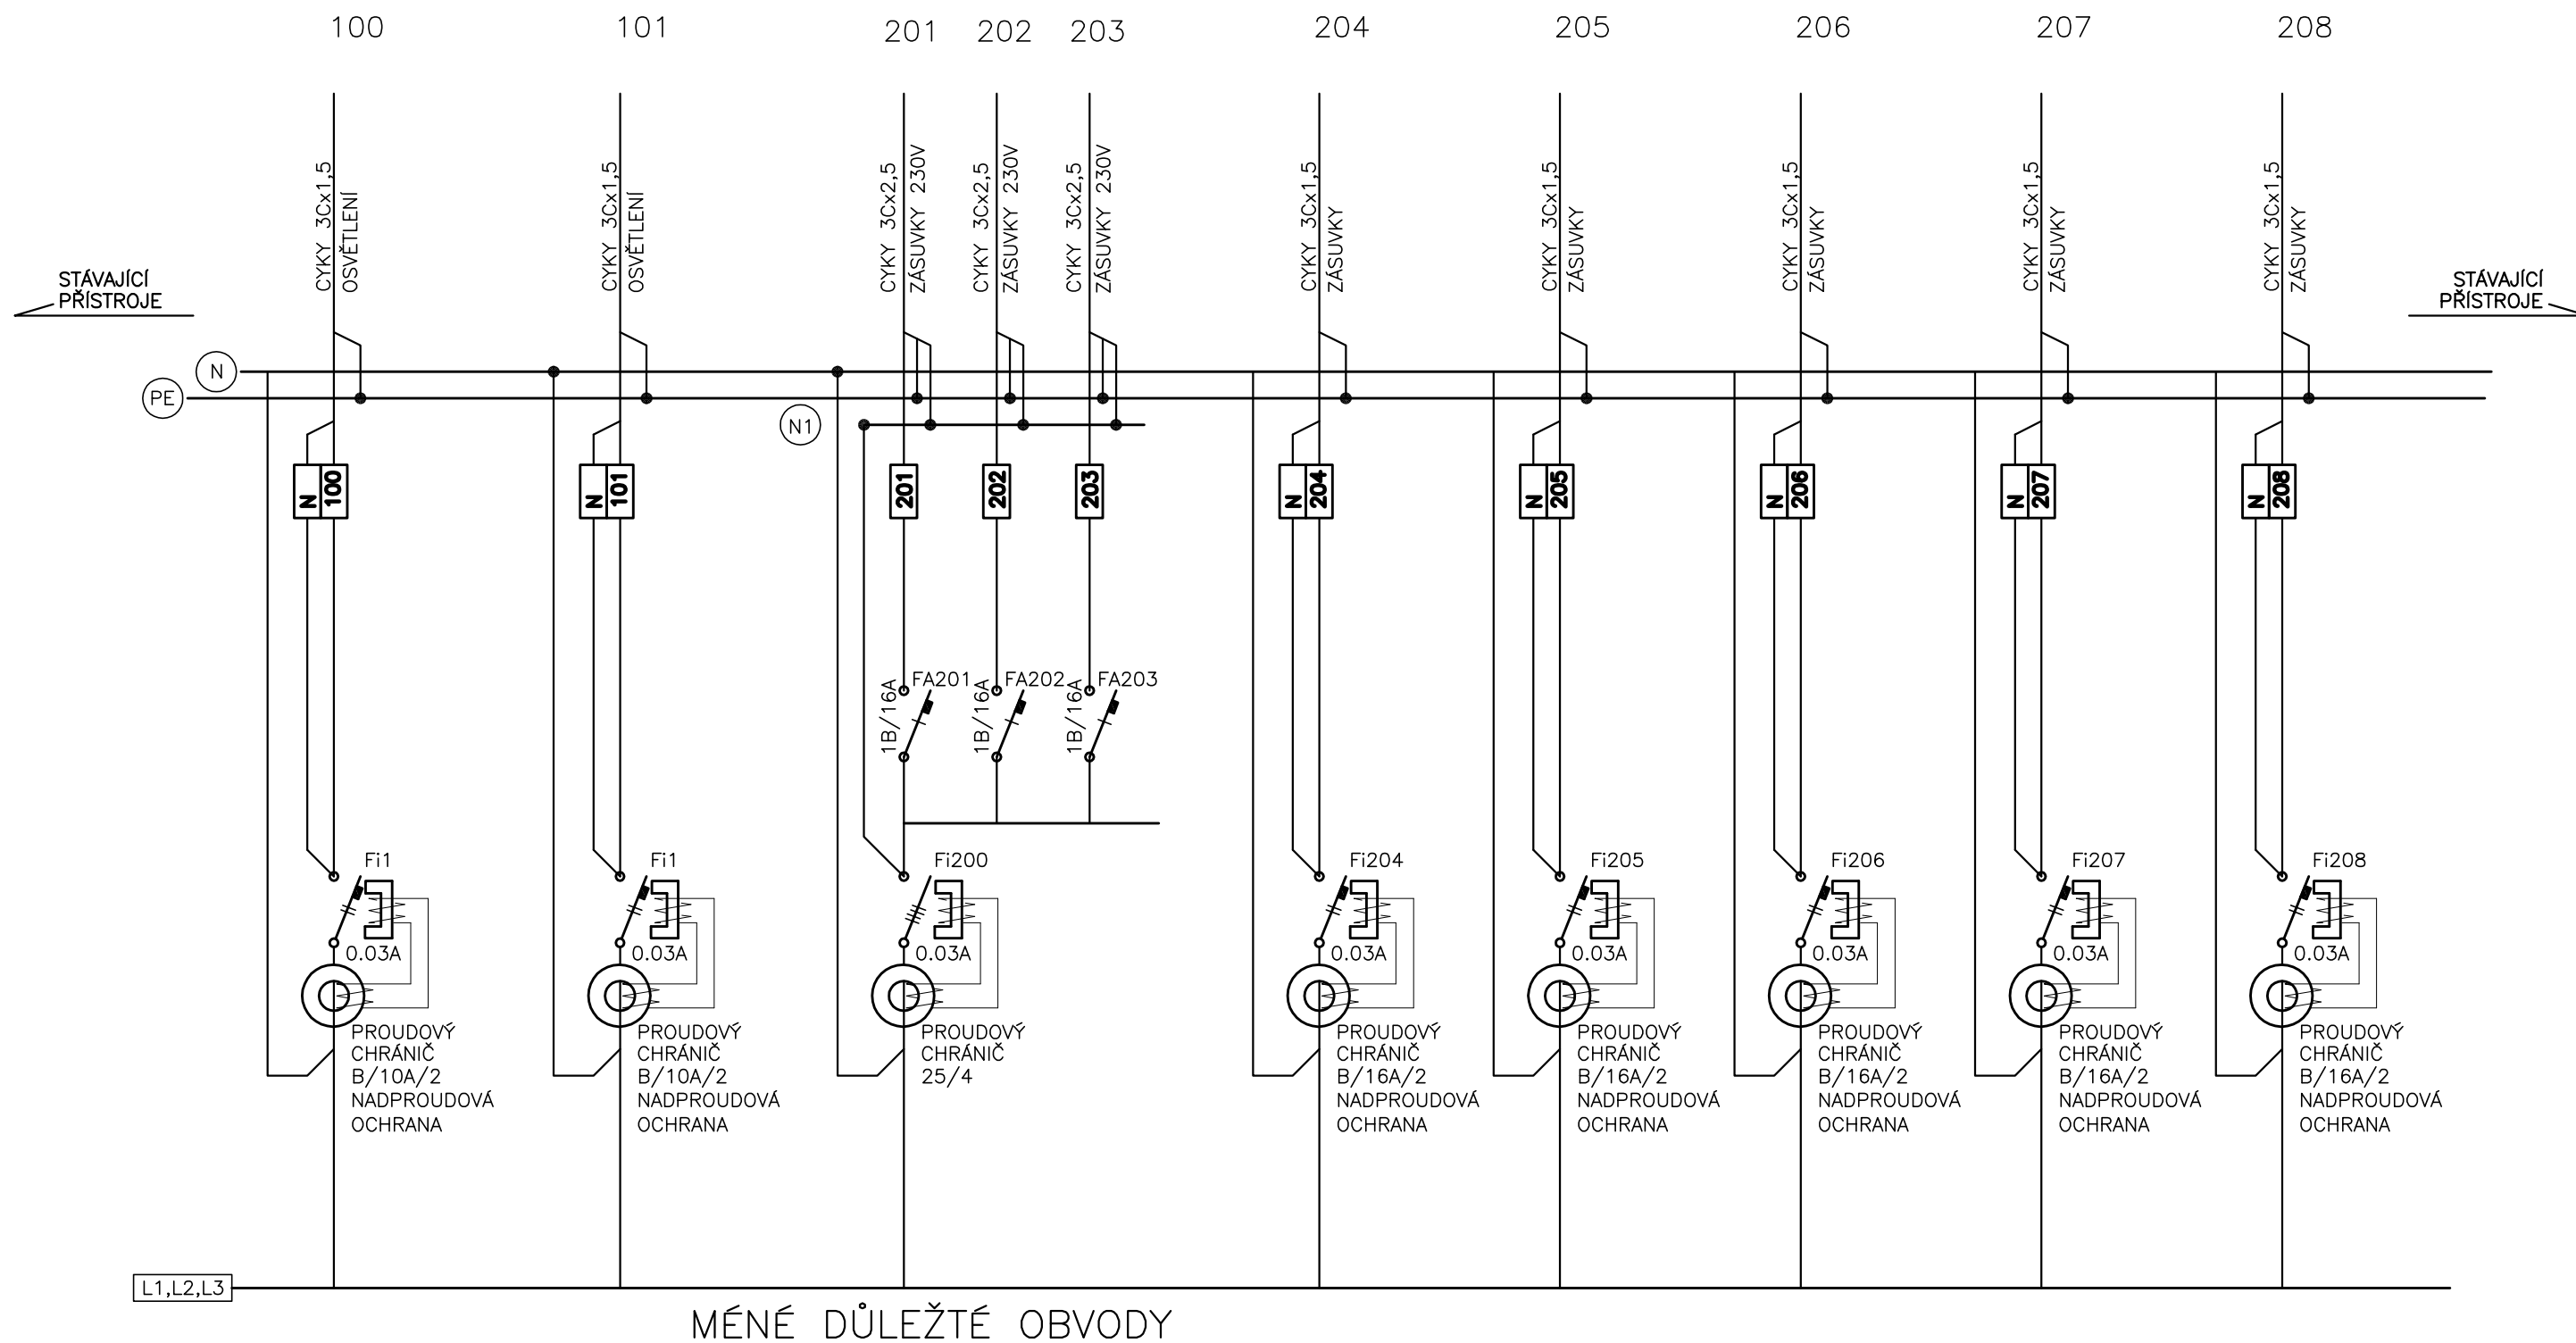 100
101
201
202
203
204
205
206
207
208
CYKY 3Cx1,5
OSVĚTLENÍ
CYKY 3Cx1,5
OSVĚTLENÍ
CYKY 3Cx2,5
ZÁSUVKY 230V
CYKY 3Cx2,5
ZÁSUVKY 230V
CYKY 3Cx2,5
ZÁSUVKY 230V
CYKY 3Cx1,5
ZÁSUVKY
CYKY 3Cx1,5
ZÁSUVKY
CYKY 3Cx1,5
ZÁSUVKY
CYKY 3Cx1,5
ZÁSUVKY
CYKY 3Cx1,5
ZÁSUVKY
STÁVAJÍCÍ
PŘÍSTROJE
STÁVAJÍCÍ
PŘÍSTROJE
N
PE
N1
N
100
N
101
201
202
203
N
204
N
205
N
206
N
207
N
208
1B/16A
FA201
1B/16A
FA202
1B/16A
FA203
Fi1
0.03A
PROUDOVÝ
CHRÁNIČ
B/10A/2
NADPROUDOVÁ
OCHRANA
Fi1
0.03A
PROUDOVÝ
CHRÁNIČ
B/10A/2
NADPROUDOVÁ
OCHRANA
Fi200
0.03A
PROUDOVÝ
CHRÁNIČ
25/4
Fi204
0.03A
PROUDOVÝ
CHRÁNIČ
B/16A/2
NADPROUDOVÁ
OCHRANA
Fi205
0.03A
PROUDOVÝ
CHRÁNIČ
B/16A/2
NADPROUDOVÁ
OCHRANA
Fi206
0.03A
PROUDOVÝ
CHRÁNIČ
B/16A/2
NADPROUDOVÁ
OCHRANA
Fi207
0.03A
PROUDOVÝ
CHRÁNIČ
B/16A/2
NADPROUDOVÁ
OCHRANA
Fi208
0.03A
PROUDOVÝ
CHRÁNIČ
B/16A/2
NADPROUDOVÁ
OCHRANA
L1,L2,L3
MÉNÉ DŮLEŽTÉ OBVODY